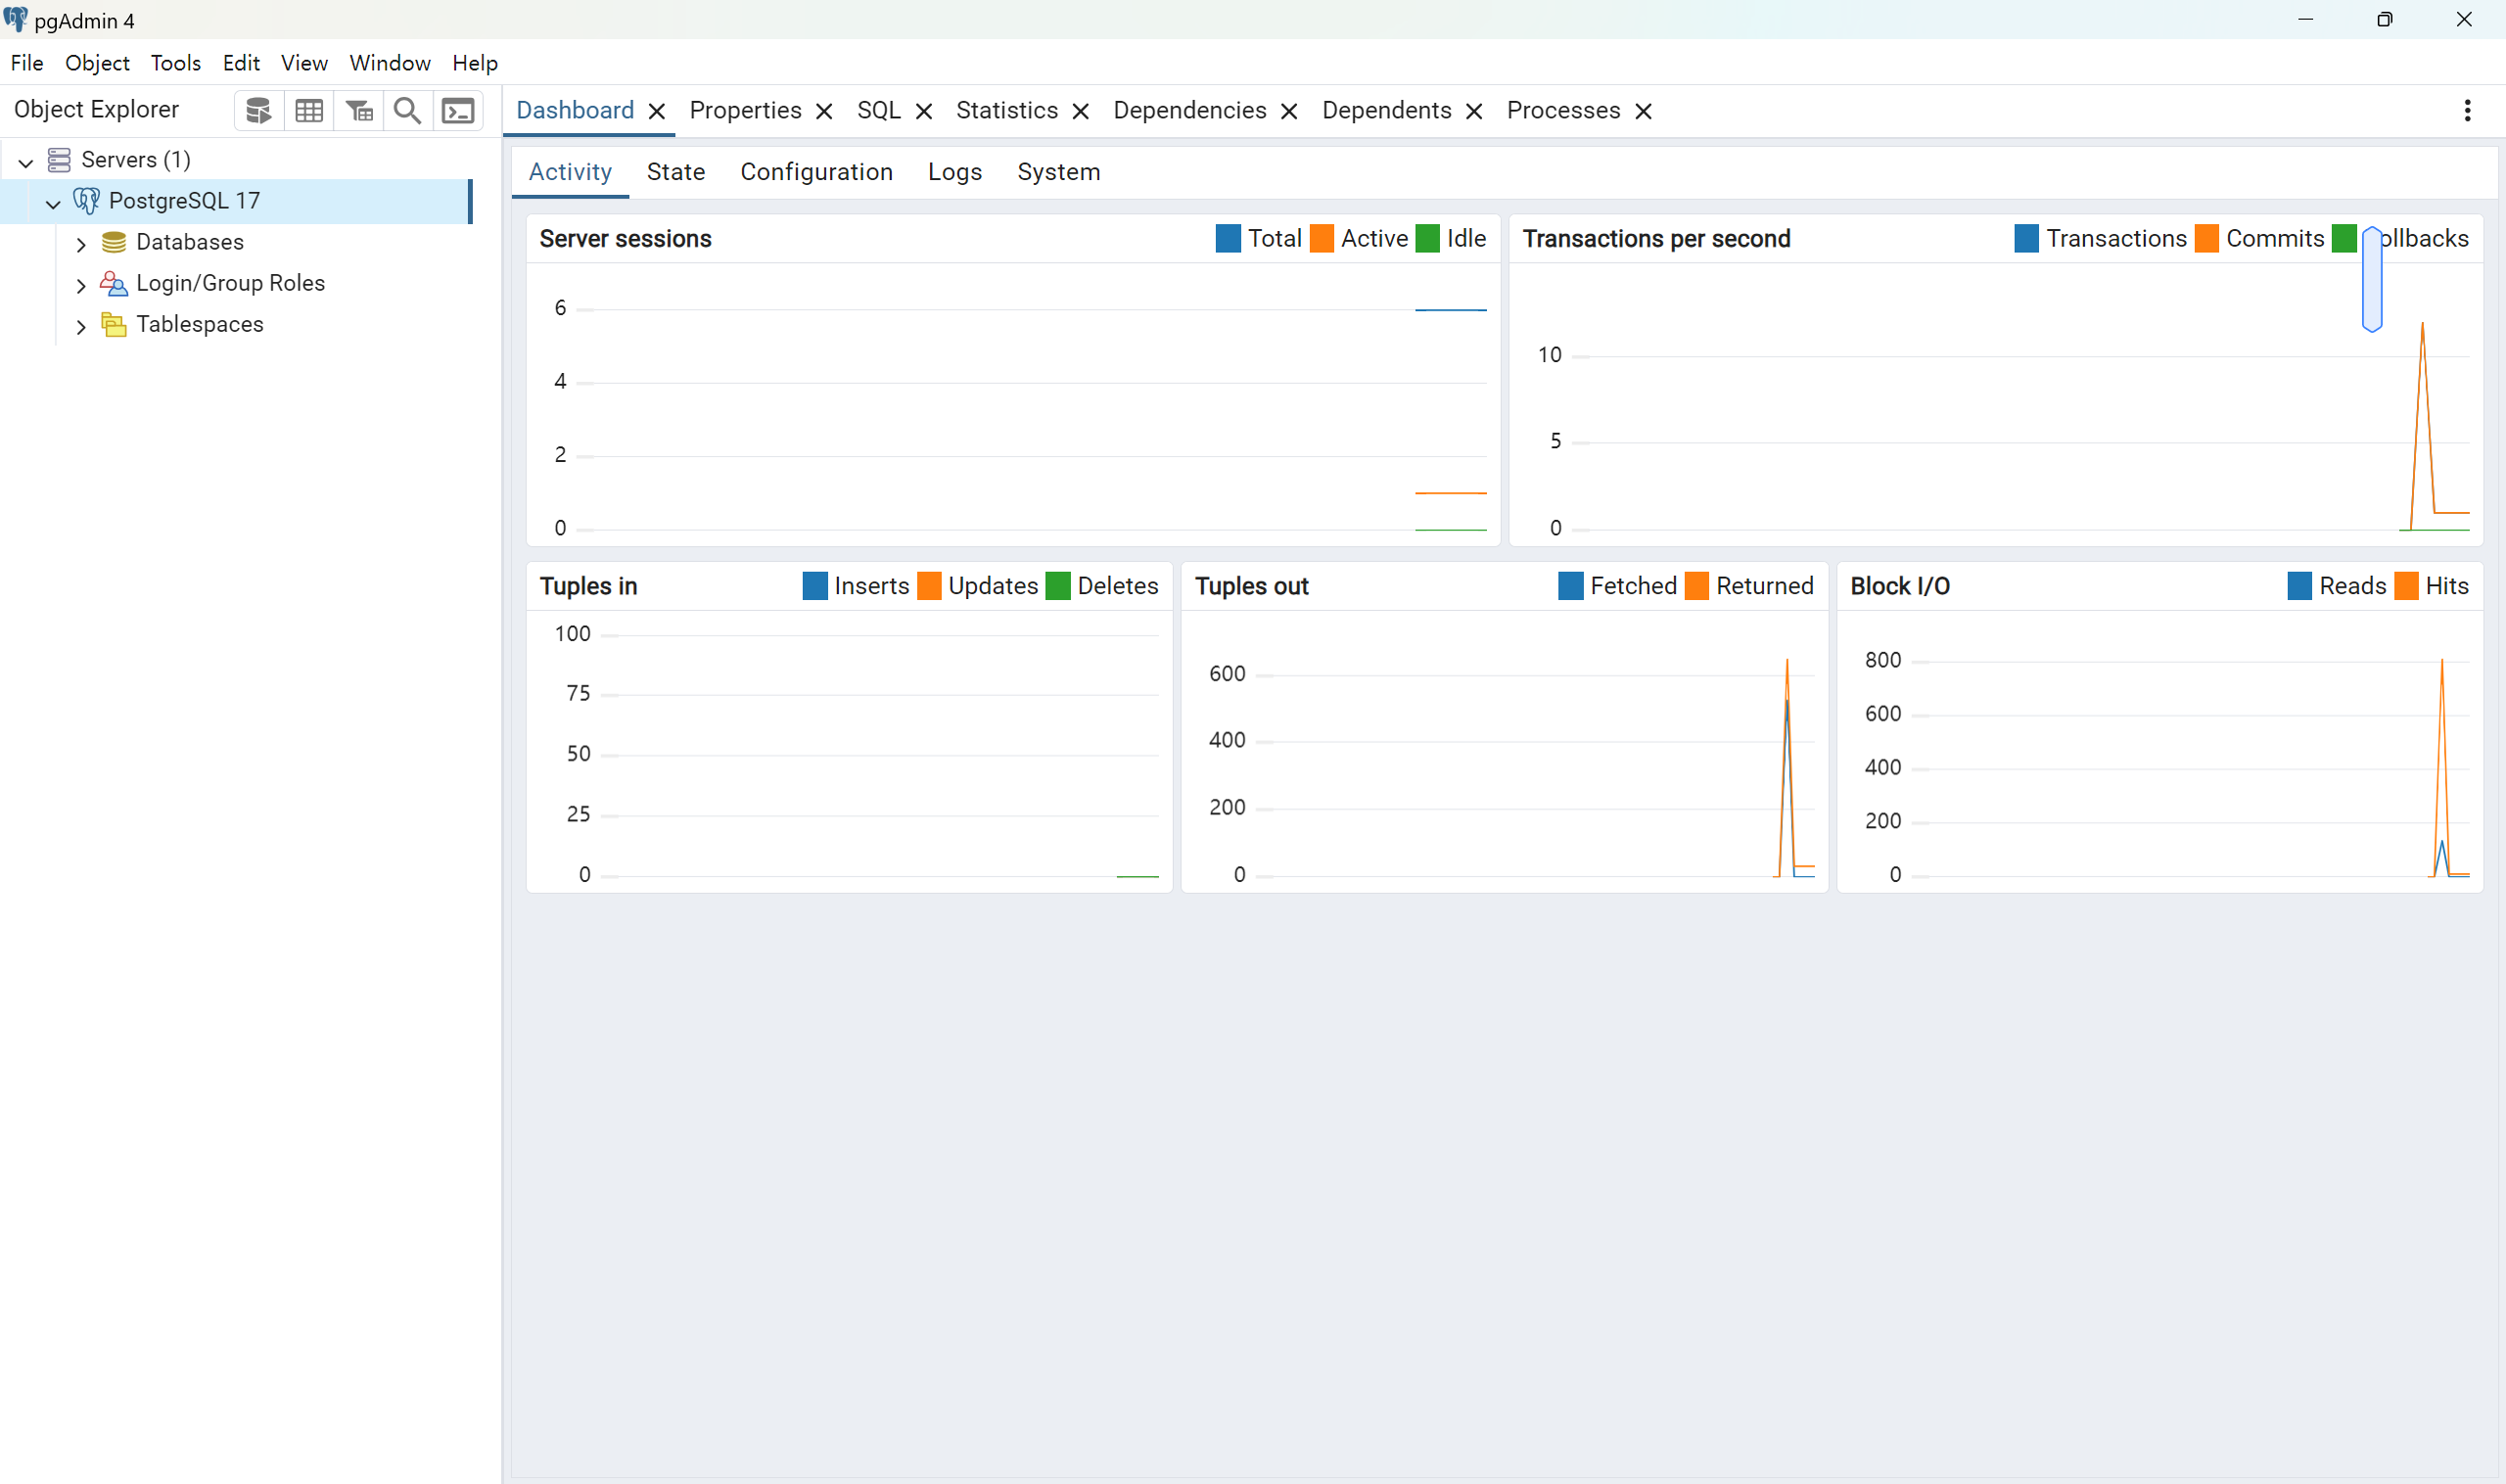 pgAdmin 4
File Object Tools Edit View Window Help
Object Explorer
Dashboard Properties SQL Statistics Dependencies Dependents Processes
Servers (1)
PostgreSQL 17
Databases
Login/Group Roles
Tablespaces
Activity State Configuration Logs System
Server sessions Total Active Idle
6
4
2
0
Transactions per second Transactions Commits ollbacks
10
5
0
Tuples in Inserts Updates Deletes
100
75
50
25
0
Tuples out Fetched Returned
600
400
200
0
Block I/O Reads Hits
800
600
400
200
0